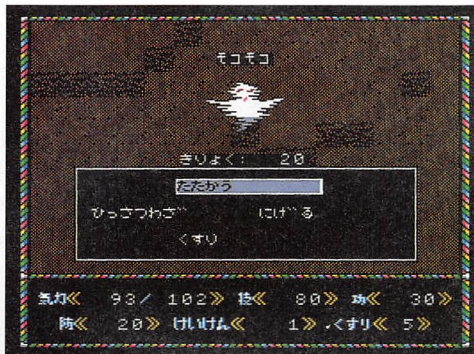 モコモコ
きりょく: 20
たたかう
ひっさつわざ にげる
くすり
気力≪ 93/ 102≫ 技≪ 80≫ 功≪ 30≫
防≪ 20≫ けいけん≪ 1≫ くすり≪ 5≫